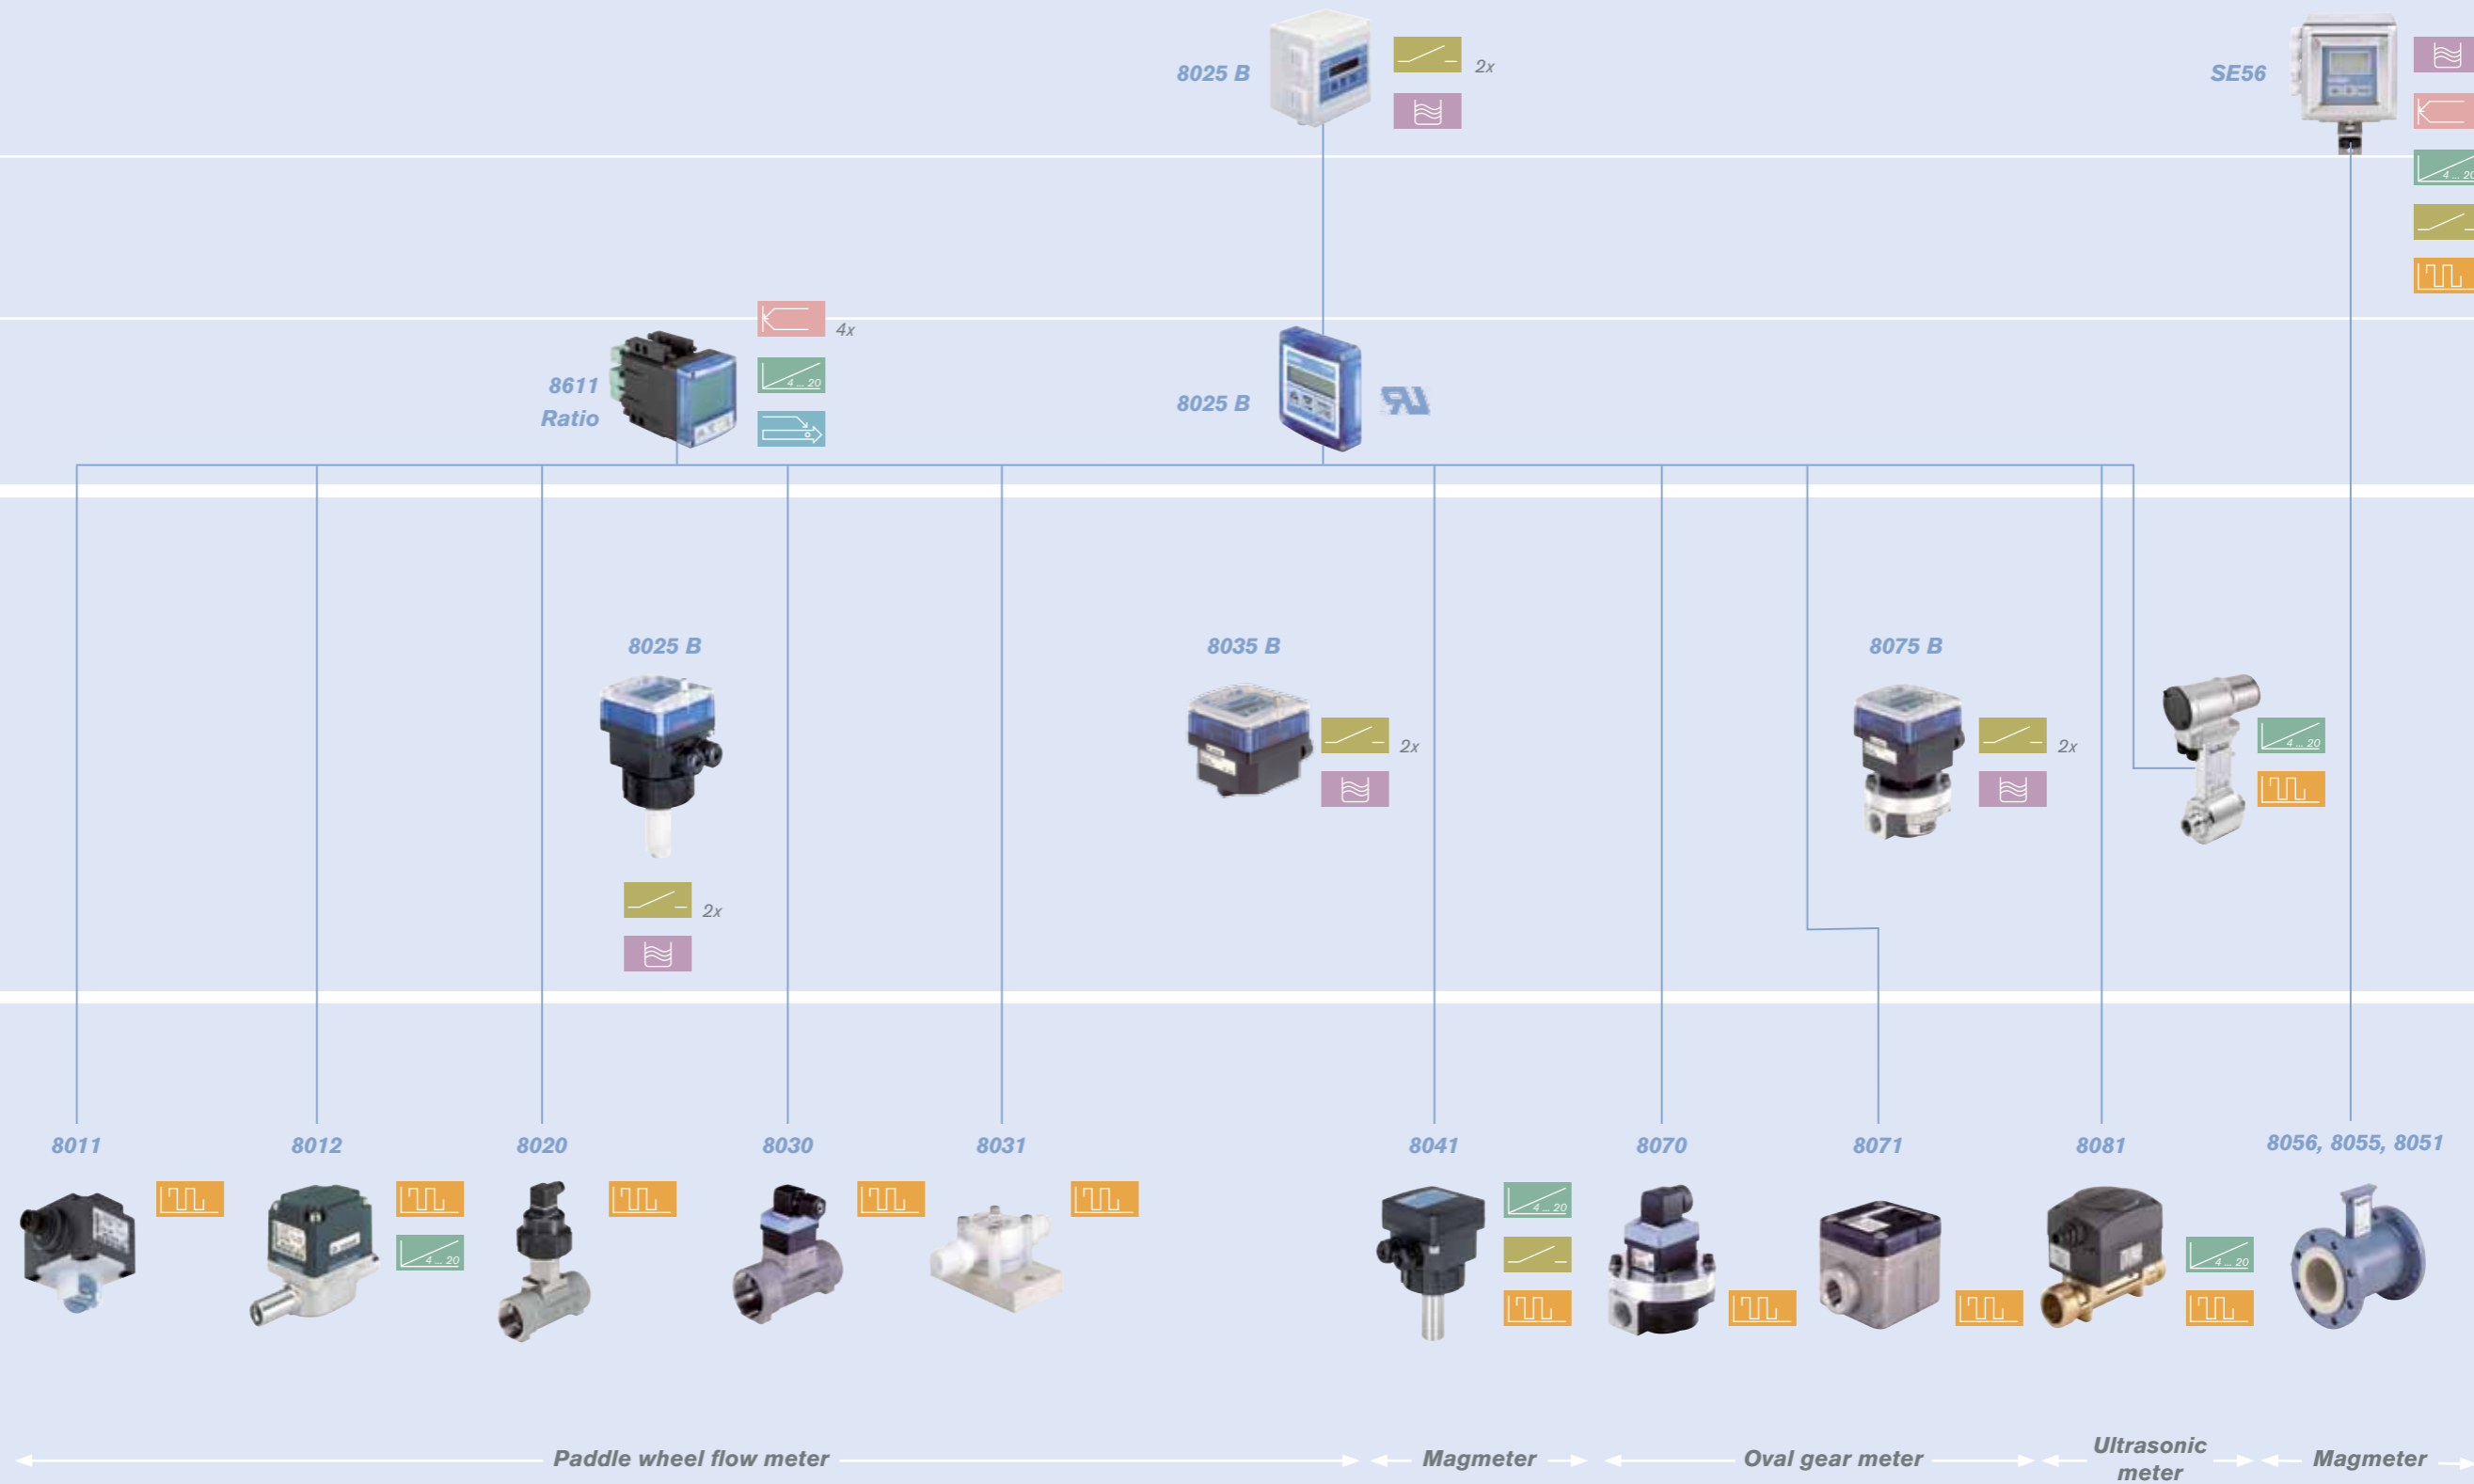 8025 B
2x
SE56
4 ... 20
4x
4 ... 20
8611
Ratio
8025 B
8025 B
8035 B
8075 B
2x
2x
4 ... 20
2x
8011
8012
8020
8030
8031
8041
8070
8071
8081
8056, 8055, 8051
4 ... 20
4 ... 20
4 ... 20
Paddle wheel flow meter
Magmeter
Oval gear meter
Ultrasonic
meter
Magmeter